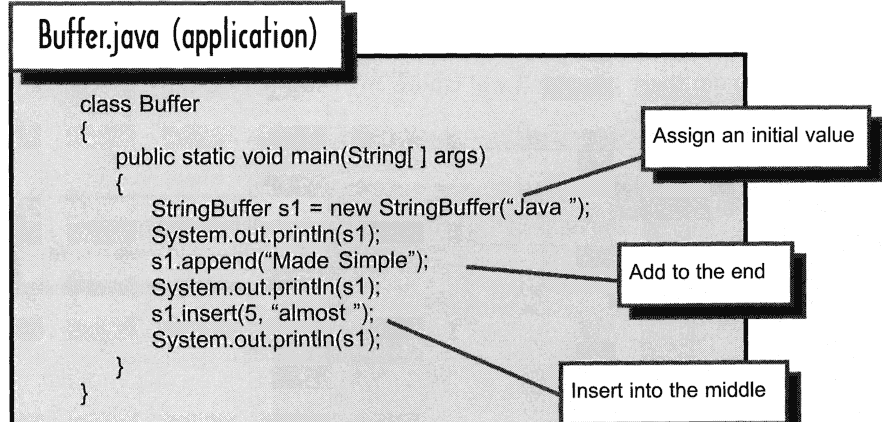 Buffer.java (application)
class Buffer
{
public static void main(String[ ] args)
{
StringBuffer s1 = new StringBuffer(“Java ”);
System.out.println(s1);
s1.append(“Made Simple”);
System.out.println(s1);
s1.insert(5, “almost ”);
System.out.println(s1);
}
}
Assign an initial value
Add to the end
Insert into the middle